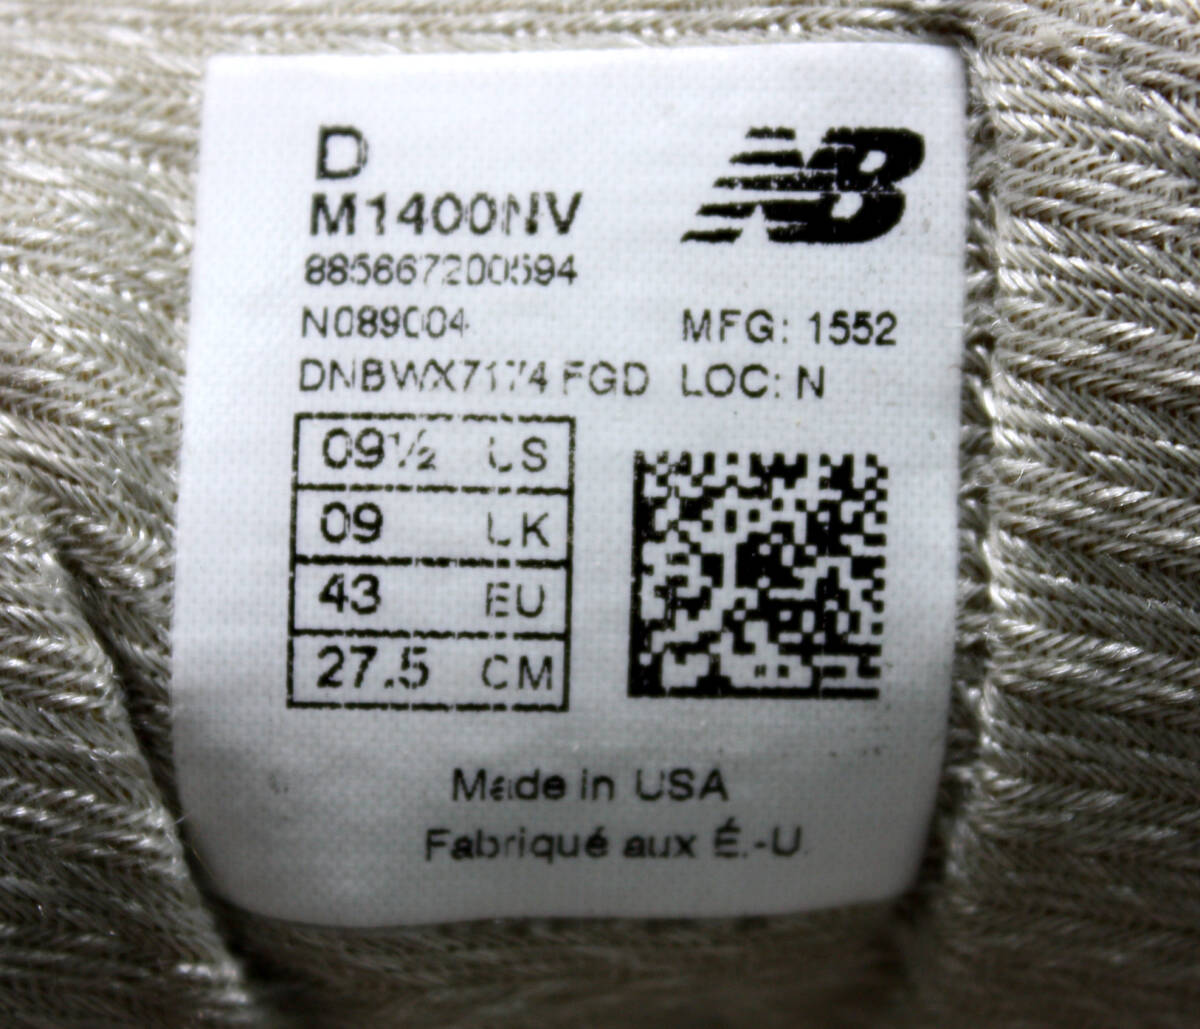 D
NB
M1400NV
885667200594
N089004
MFG: 1552
DNBWX7174 FGD
LOC: N
09½ US
09 UK
43 EU
27.5 CM
Made in USA
Fabriqué aux É.-U.